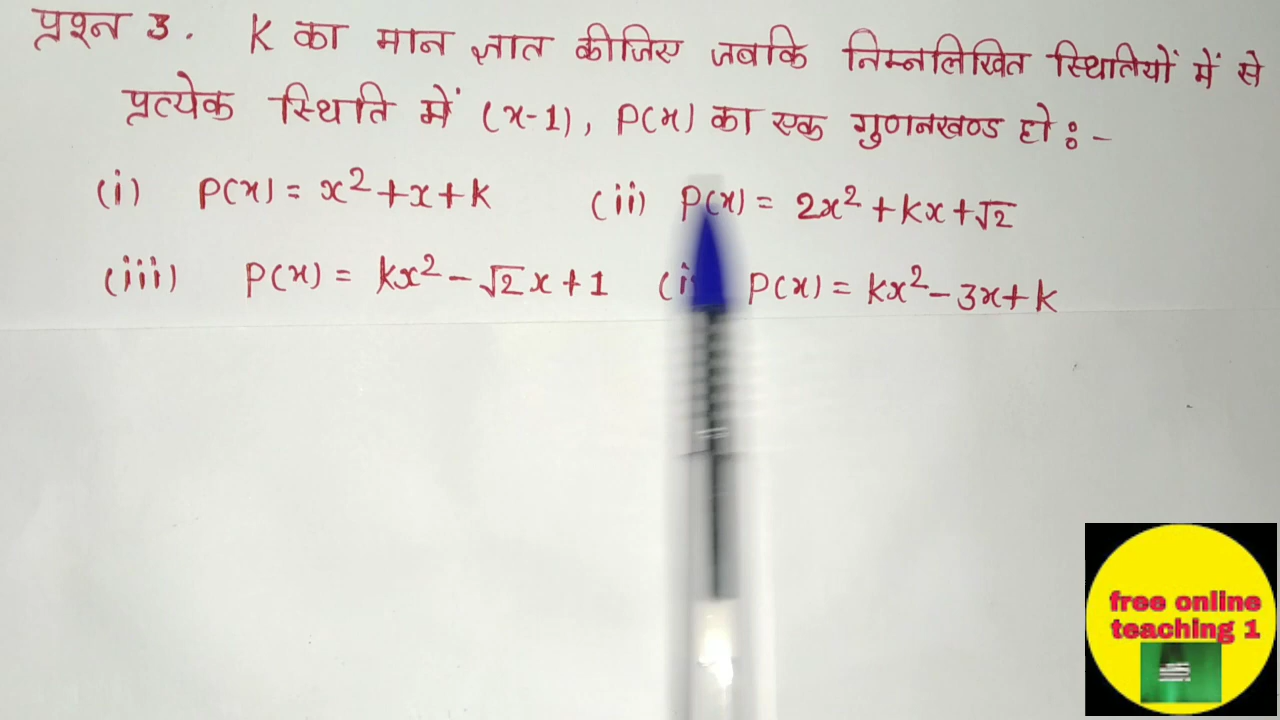 प्रश्न 3. K का मान ज्ञात कीजिए जबकि निम्नलिखित स्थितियों में से
प्रत्येक स्थिति में (x-1), P(x) का एक गुणनखण्ड हो :-
(i) P(x) = x² + x + k (ii) P(x) = 2x² + kx + √2
(iii) P(x) = kx² - √2x + 1 (i P(x) = kx² - 3x + k
free online
teaching 1